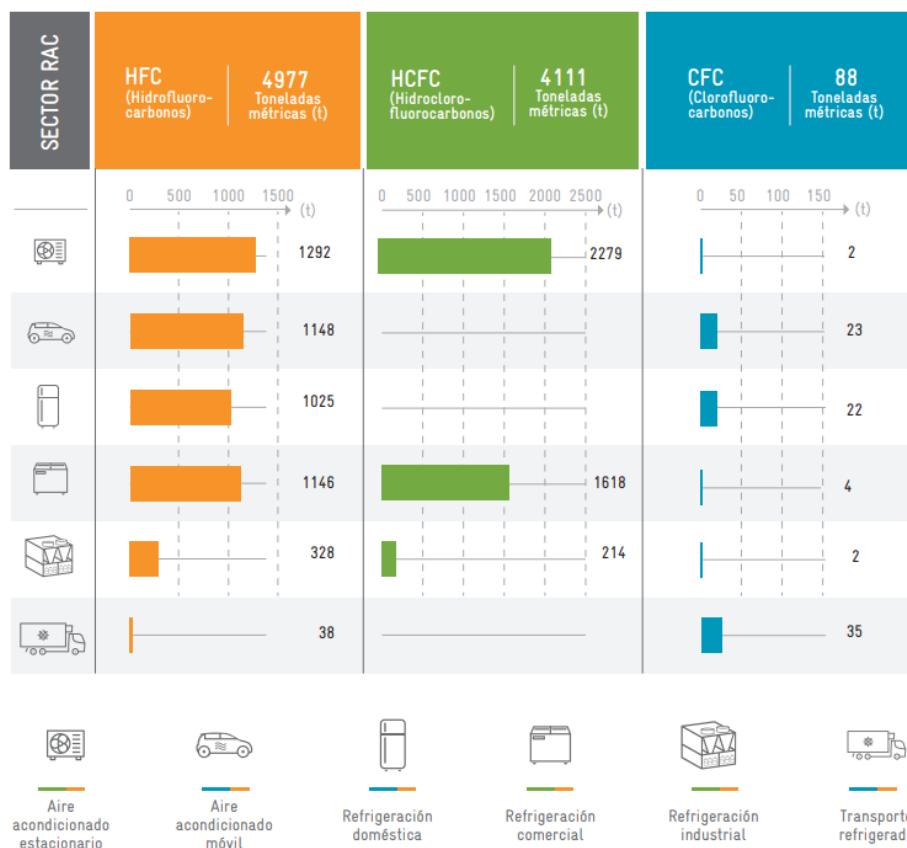 SECTOR RAC
HFC
(Hidrofluoro-
carbonos)
4977
Toneladas
métricas (t)
HCFC
(Hidrocloro-
fluorocarbonos)
4111
Toneladas
métricas (t)
CFC
(Clorofluoro-
carbonos)
88
Toneladas
métricas (t)
0 500 1000 1500 (t)
0 500 1000 1500 2000 2500 (t)
0 50 100 150 (t)
1292 2279 2
1148 23
1025 22
1146 1618 4
328 214 2
38 35
Aire
acondicionado
estacionario
Aire
acondicionado
móvil
Refrigeración
doméstica
Refrigeración
comercial
Refrigeración
industrial
Transporte
refrigerad